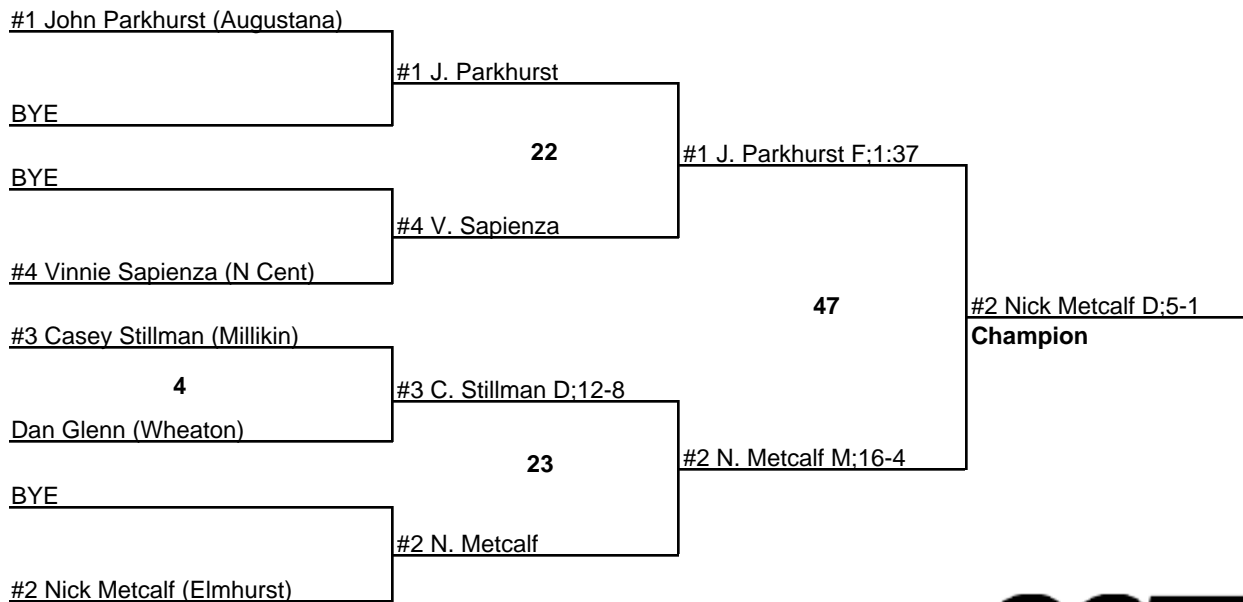 #1 John Parkhurst (Augustana)
#1 J. Parkhurst
BYE
22
#1 J. Parkhurst F;1:37
BYE
#4 V. Sapienza
#4 Vinnie Sapienza (N Cent)
47
#2 Nick Metcalf D;5-1
Champion
#3 Casey Stillman (Millikin)
4
#3 C. Stillman D;12-8
Dan Glenn (Wheaton)
23
#2 N. Metcalf M;16-4
BYE
#2 N. Metcalf
#2 Nick Metcalf (Elmhurst)